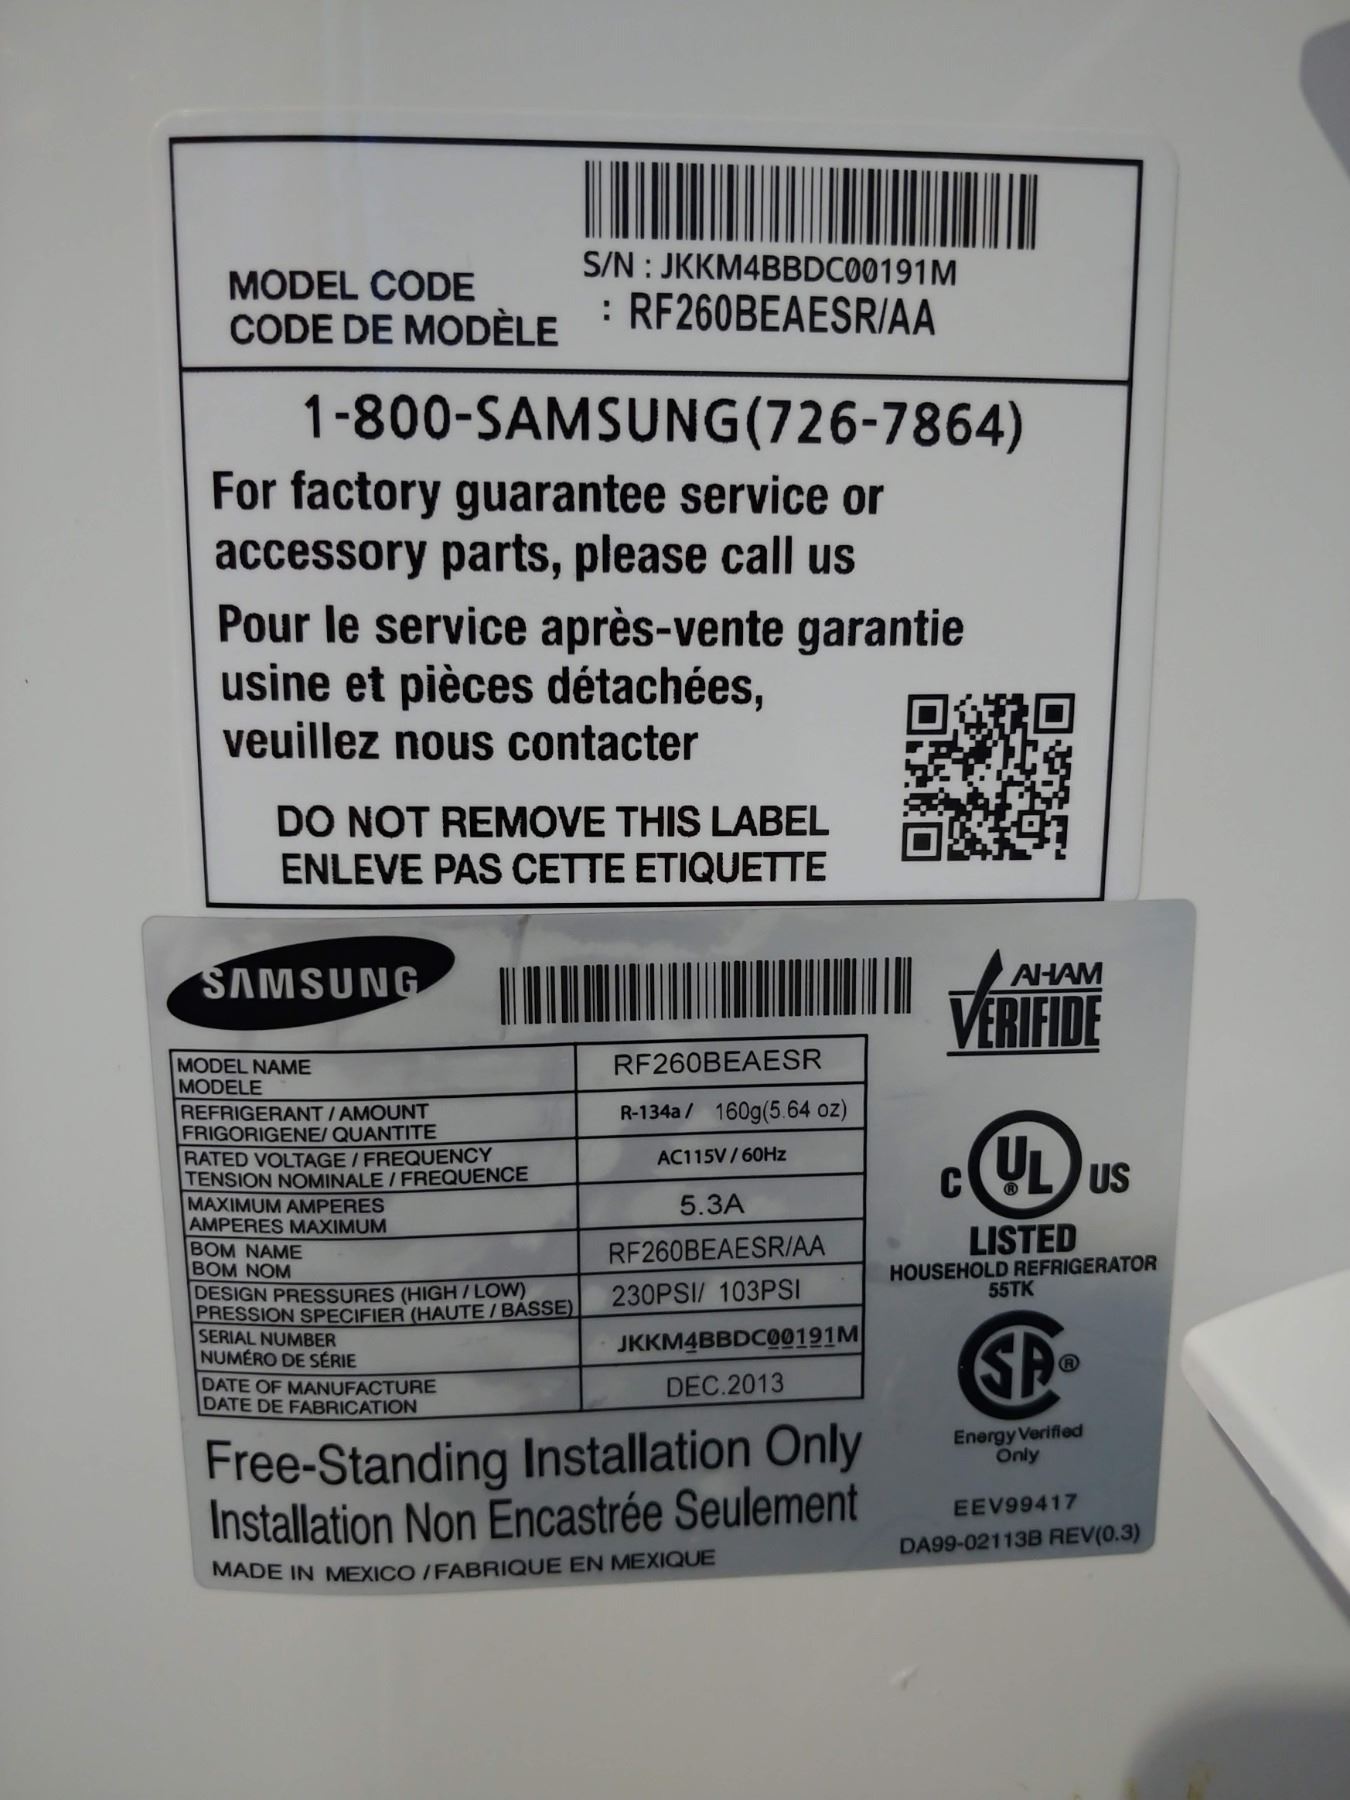 S/N : JKKM4BBDC00191M
MODEL CODE
CODE DE MODÈLE : RF260BEAESR/AA
1-800-SAMSUNG(726-7864)
For factory guarantee service or
accessory parts, please call us
Pour le service après-vente garantie
usine et pièces détachées,
veuillez nous contacter
DO NOT REMOVE THIS LABEL
ENLEVE PAS CETTE ETIQUETTE
SAMSUNG
AHAM
VERIFIDE
MODEL NAME
MODELE
RF260BEAESR
REFRIGERANT / AMOUNT
FRIGORIGENE/ QUANTITE
R-134a / 160g(5.64 oz)
RATED VOLTAGE / FREQUENCY
TENSION NOMINALE / FREQUENCE
AC115V / 60Hz
MAXIMUM AMPERES
AMPERES MAXIMUM
5.3A
BOM NAME
BOM NOM
RF260BEAESR/AA
DESIGN PRESSURES (HIGH / LOW)
PRESSION SPECIFIER (HAUTE / BASSE)
230PSI/ 103PSI
SERIAL NUMBER
NUMÉRO DE SÉRIE
JKKM4BBDC00191M
DATE OF MANUFACTURE
DATE DE FABRICATION
DEC.2013
C UL ® US
LISTED
HOUSEHOLD REFRIGERATOR
55TK
SA ®
Energy Verified
Only
EEV99417
DA99-02113B REV(0.3)
Free-Standing Installation Only
Installation Non Encastrée Seulement
MADE IN MEXICO / FABRIQUE EN MEXIQUE